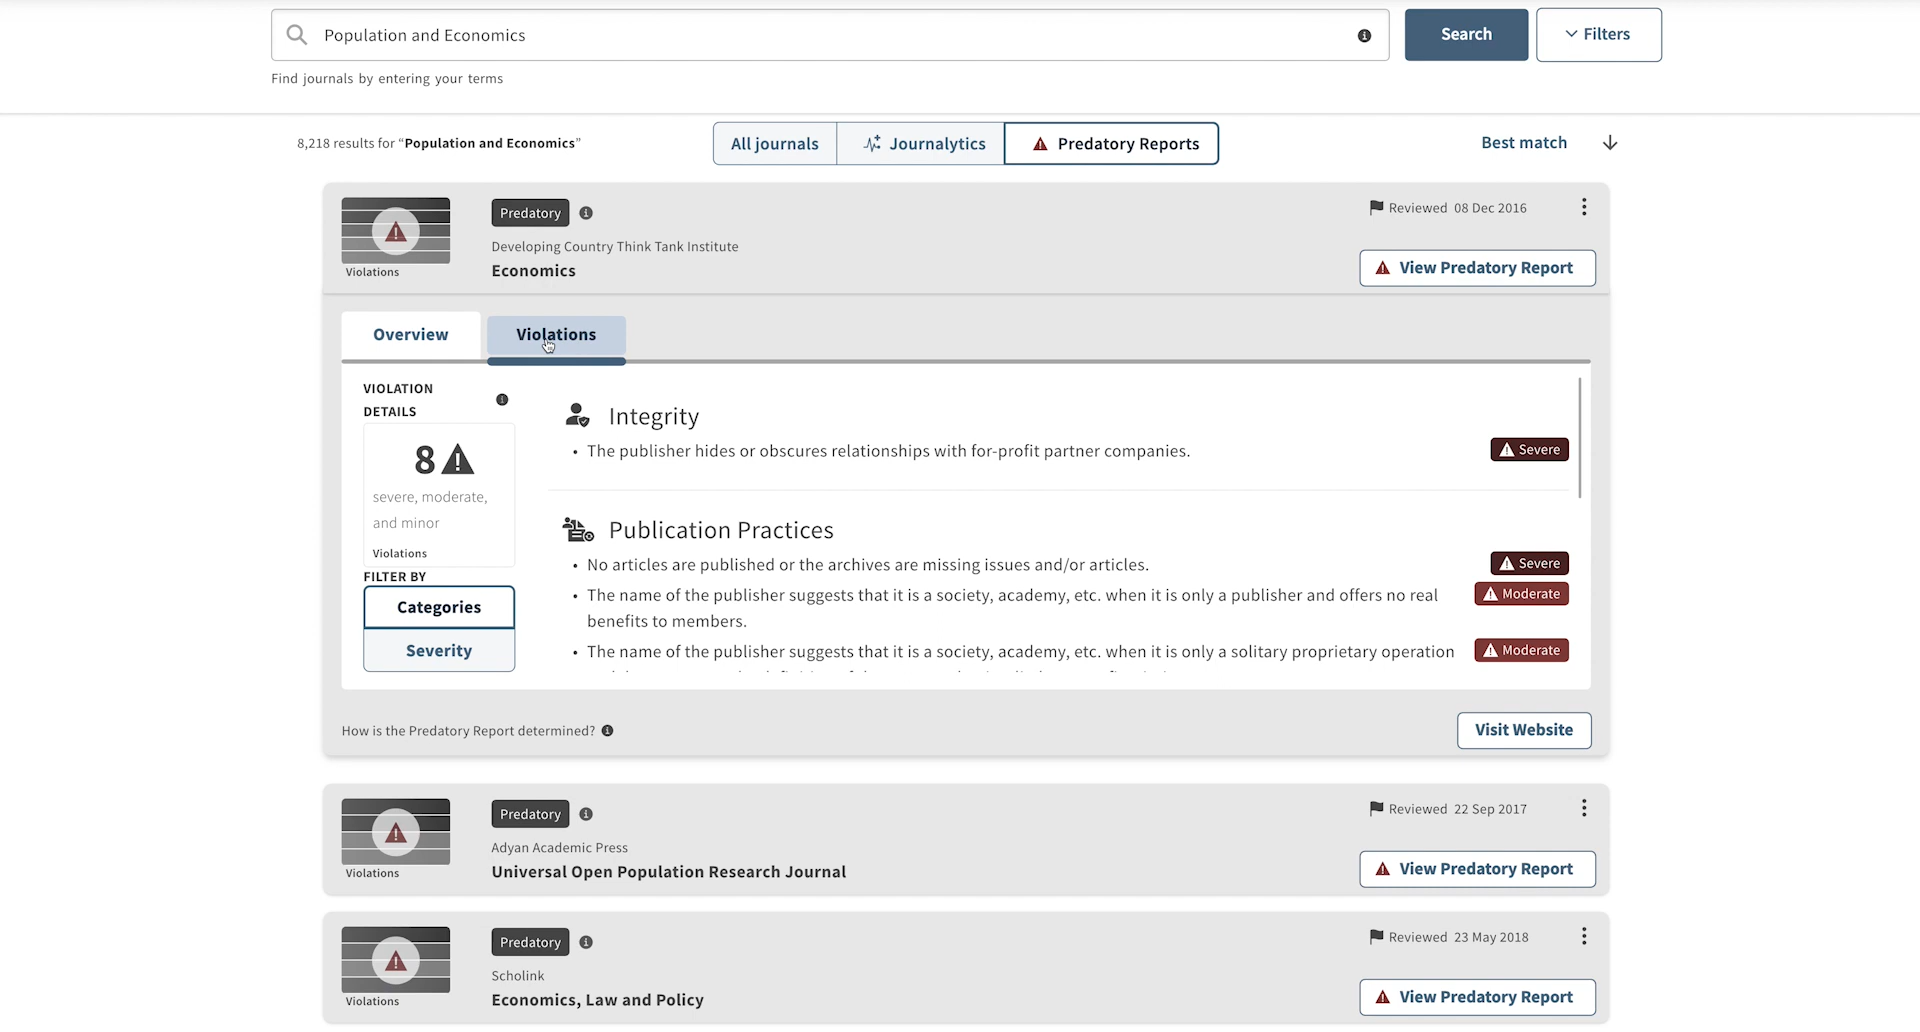 Population and Economics
Search
Filters
Find journals by entering your terms
8,218 results for “Population and Economics”
All journals
Journalytics
Predatory Reports
Best match
Predatory
Reviewed 08 Dec 2016
Developing Country Think Tank Institute
Economics
Violations
View Predatory Report
Overview
Violations
VIOLATION
DETAILS
8
severe, moderate,
and minor
Violations
FILTER BY
Categories
Severity
Integrity
• The publisher hides or obscures relationships with for-profit partner companies.
Severe
Publication Practices
• No articles are published or the archives are missing issues and/or articles.
Severe
• The name of the publisher suggests that it is a society, academy, etc. when it is only a publisher and offers no real
benefits to members.
Moderate
• The name of the publisher suggests that it is a society, academy, etc. when it is only a solitary proprietary operation
Moderate
How is the Predatory Report determined?
Visit Website
Predatory
Reviewed 22 Sep 2017
Adyan Academic Press
Universal Open Population Research Journal
Violations
View Predatory Report
Predatory
Reviewed 23 May 2018
Scholink
Economics, Law and Policy
Violations
View Predatory Report